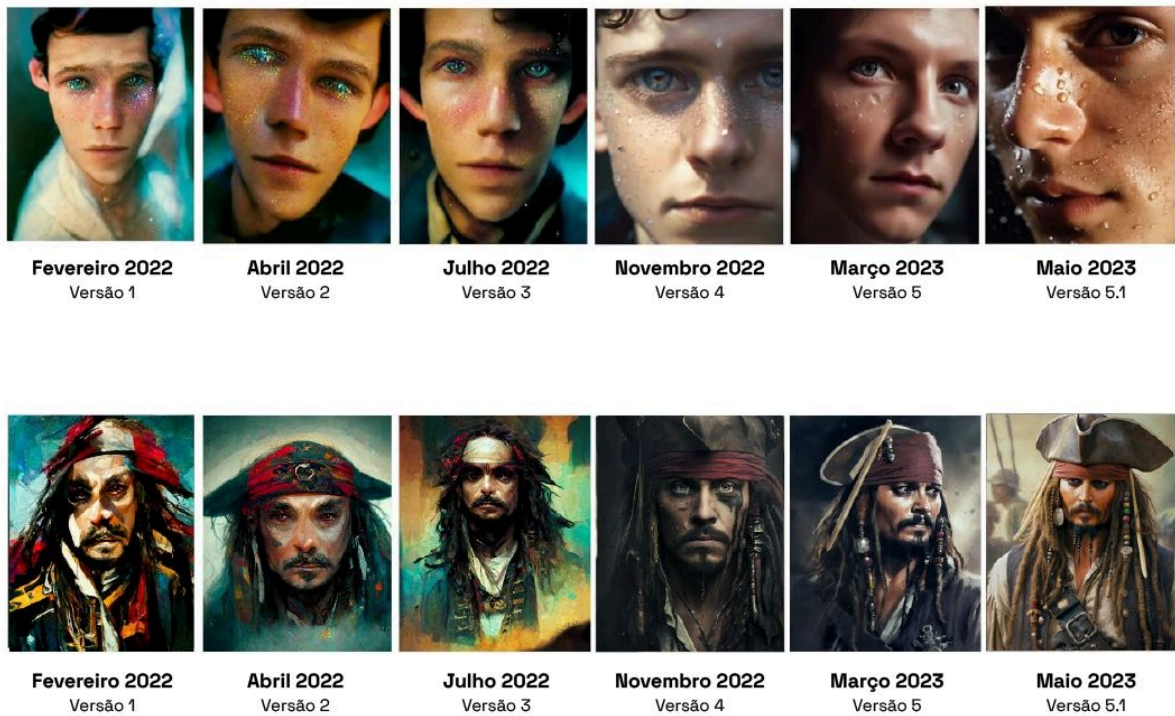 Fevereiro 2022
Versão 1
Abril 2022
Versão 2
Julho 2022
Versão 3
Novembro 2022
Versão 4
Março 2023
Versão 5
Maio 2023
Versão 5.1
Fevereiro 2022
Versão 1
Abril 2022
Versão 2
Julho 2022
Versão 3
Novembro 2022
Versão 4
Março 2023
Versão 5
Maio 2023
Versão 5.1